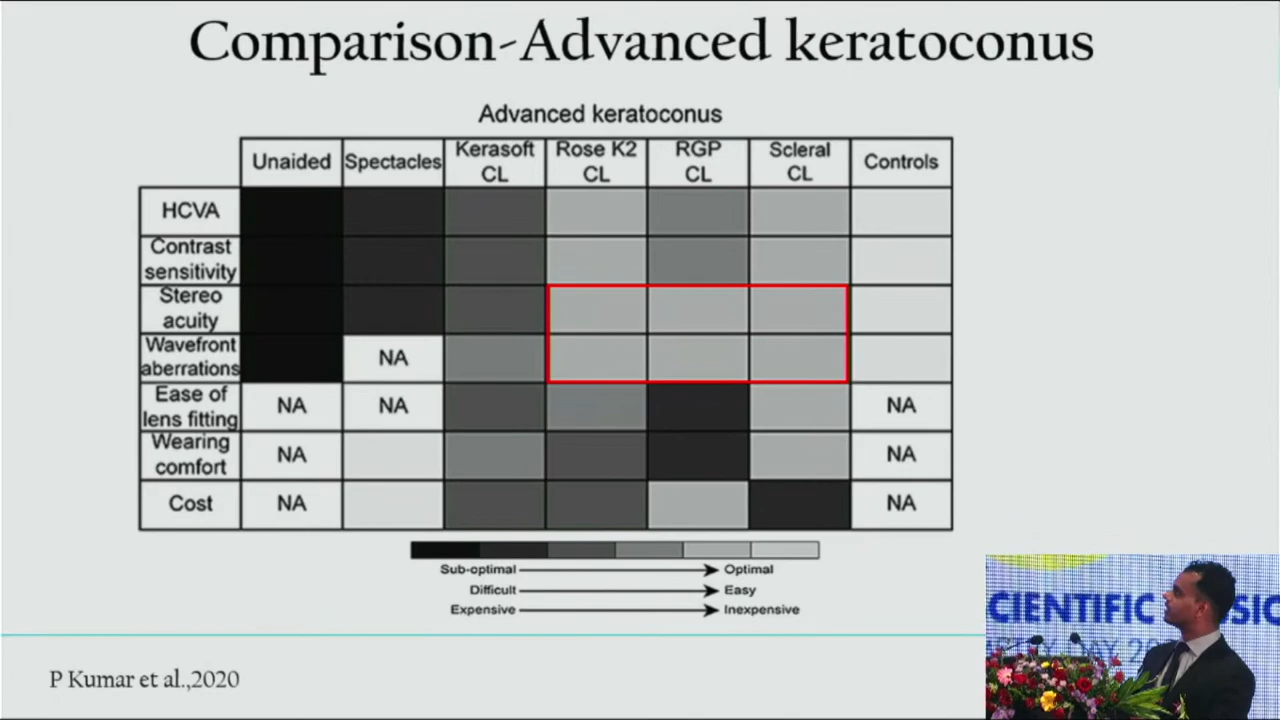 Comparison-Advanced keratoconus
Advanced keratoconus
Unaided
Spectacles
Kerasoft
CL
Rose K2
CL
RGP
CL
Scleral
CL
Controls
HCVA
Contrast
sensitivity
Stereo
acuity
Wavefront
aberrations
NA
Ease of
lens fitting
NA
NA
NA
Wearing
comfort
NA
NA
Cost
NA
NA
Sub-optimal
Optimal
Difficult
Easy
Expensive
Inexpensive
P Kumar et al.,2020
CIENTIFIC